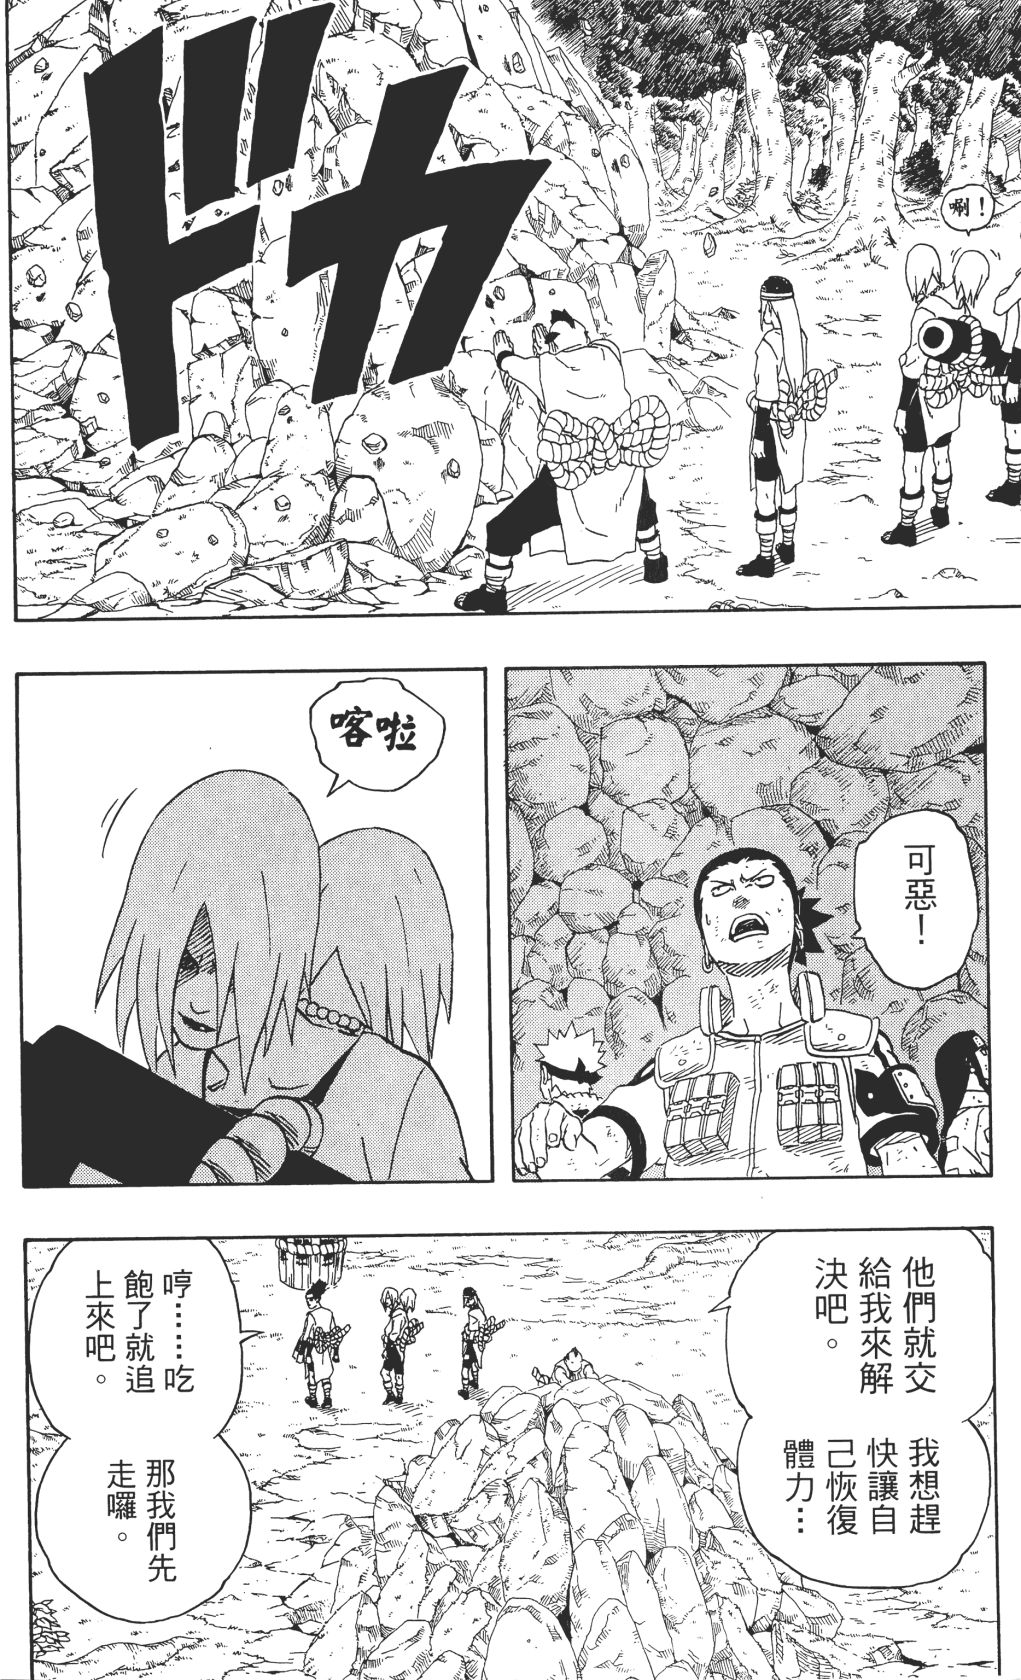 唰！
ドカ
可惡！
喀啦
他們就交
給我來解
決吧。
我想趕
快讓自
己恢復
體力…
哼……吃
飽了就追
上來吧。
那我們先
走囉。